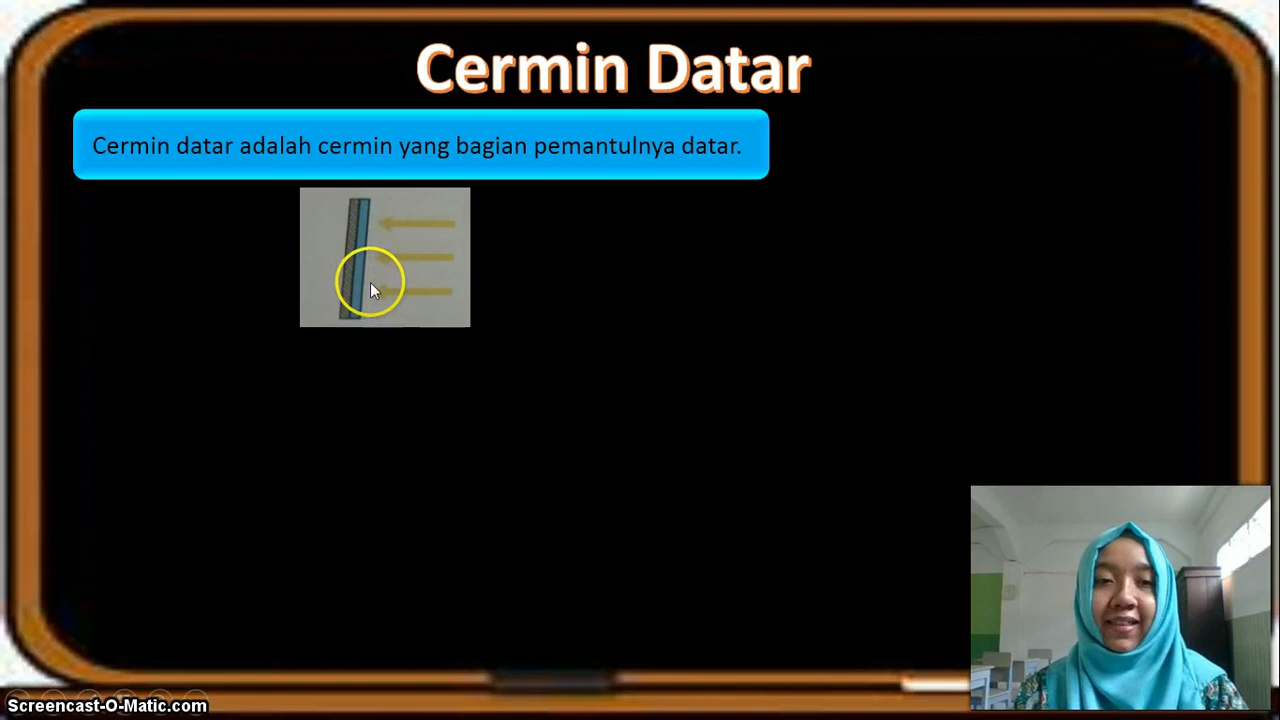 Cermin Datar
Cermin datar adalah cermin yang bagian pemantulnya datar.
Screencast-O-Matic.com